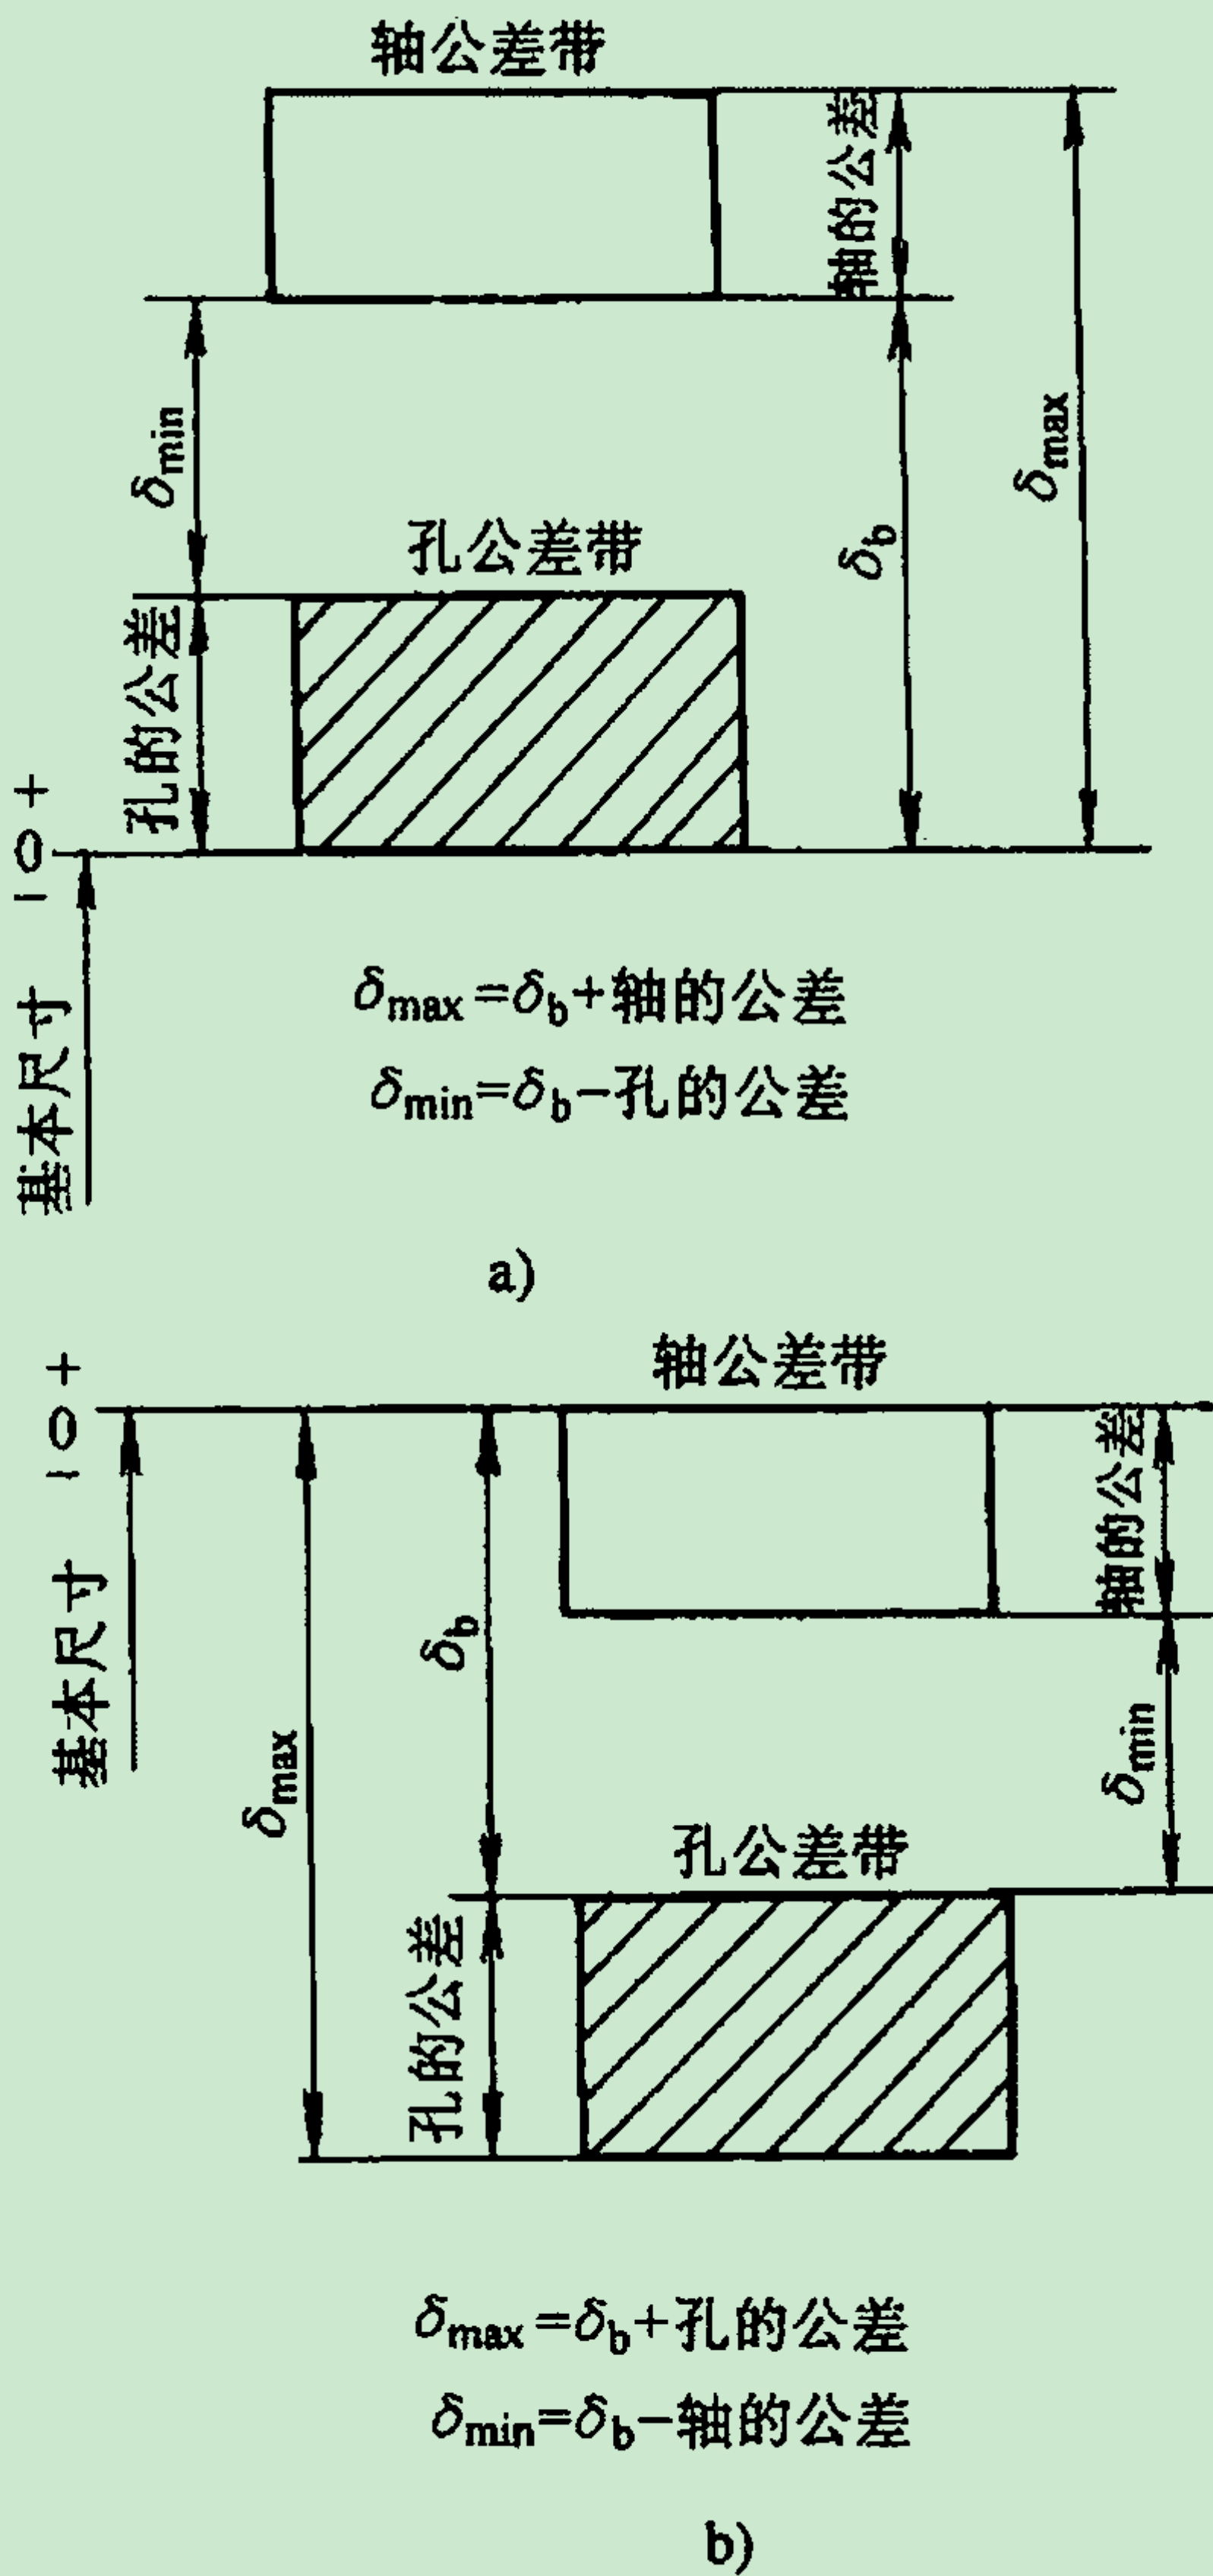 轴公差带
轴的公差
δmax
δmin
δb
孔公差带
孔的公差
+
0
-
基本尺寸
δmax=δb+轴的公差
δmin=δb-孔的公差
a)
轴公差带
+
0
-
基本尺寸
轴的公差
δb
δmax
δmin
孔公差带
孔的公差
δmax=δb+孔的公差
δmin=δb-轴的公差
b)